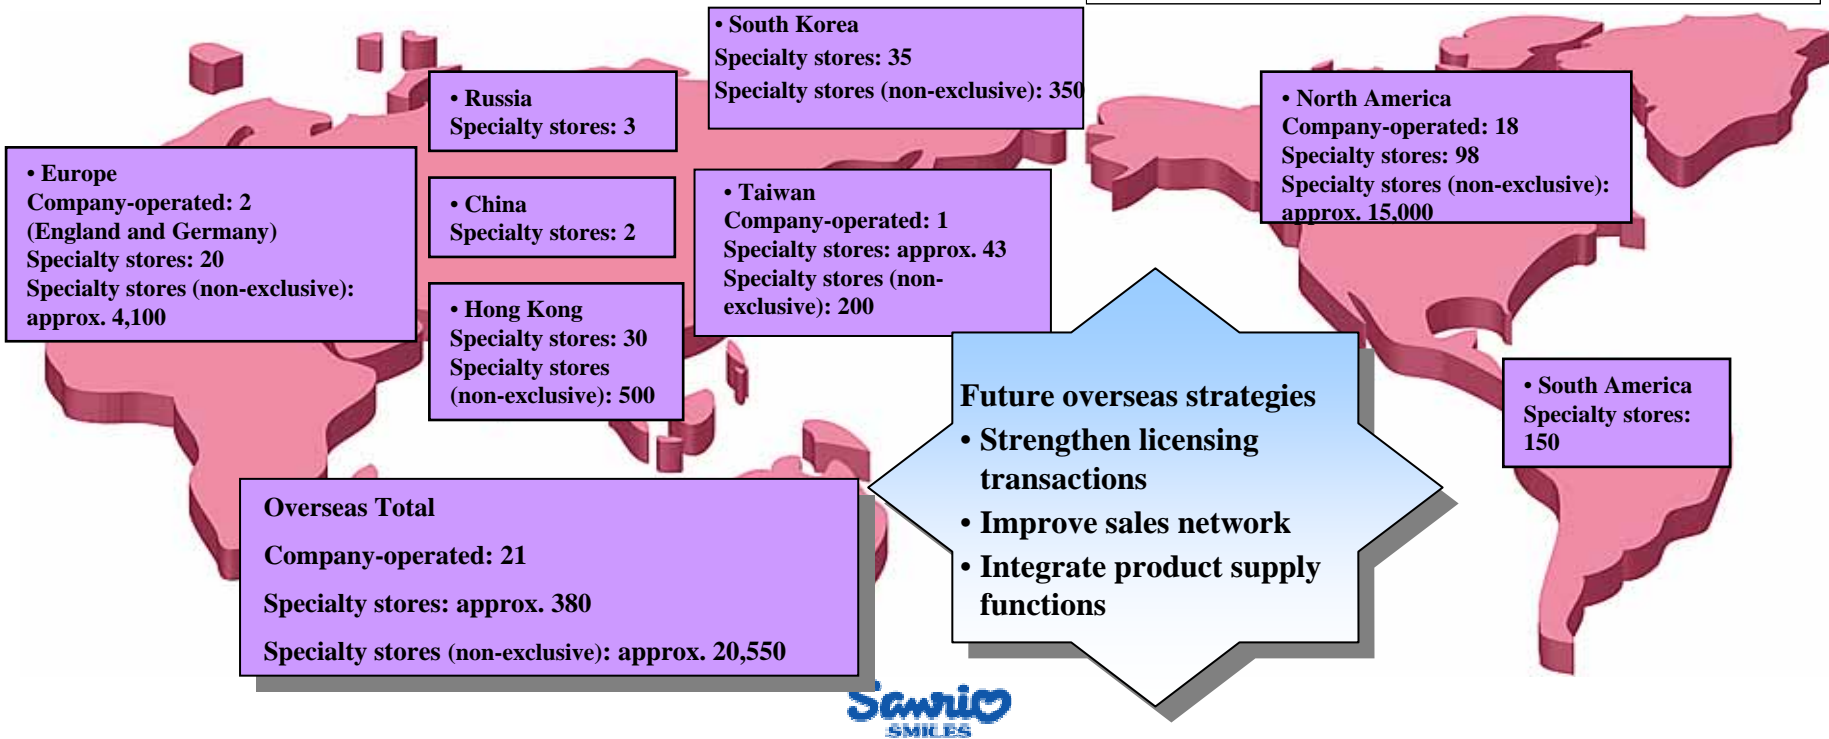 • South Korea
Specialty stores: 35
Specialty stores (non-exclusive): 350
• Russia
Specialty stores: 3
• North America
Company-operated: 18
Specialty stores: 98
Specialty stores (non-exclusive):
approx. 15,000
• Europe
Company-operated: 2
(England and Germany)
Specialty stores: 20
Specialty stores (non-exclusive):
approx. 4,100
• China
Specialty stores: 2
• Taiwan
Company-operated: 1
Specialty stores: approx. 43
Specialty stores (non-
exclusive): 200
• Hong Kong
Specialty stores: 30
Specialty stores
(non-exclusive): 500
• South America
Specialty stores:
150
Future overseas strategies
• Strengthen licensing
transactions
• Improve sales network
• Integrate product supply
functions
Overseas Total
Company-operated: 21
Specialty stores: approx. 380
Specialty stores (non-exclusive): approx. 20,550
Sanrio
SMILES